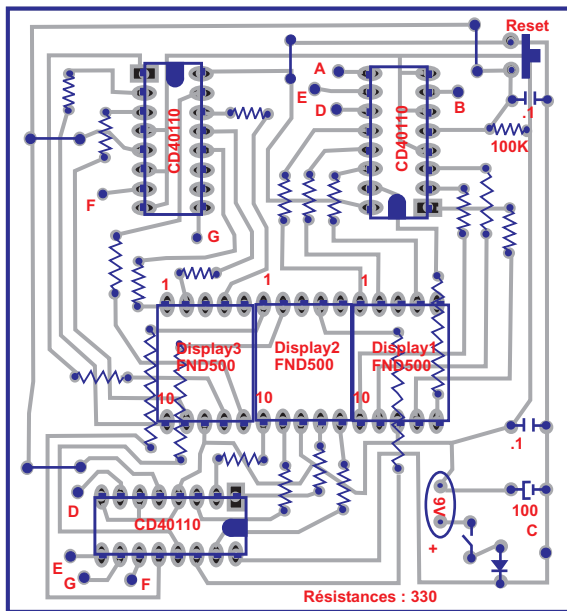 Reset
A
E
D
B
CD40110
CD40110
.1
100K
F
G
1
1
1
Display3
FND500
Display2
FND500
Display1
FND500
10
10
10
.1
D
CD40110
9V
+
100
C
E
G
F
Résistances : 330